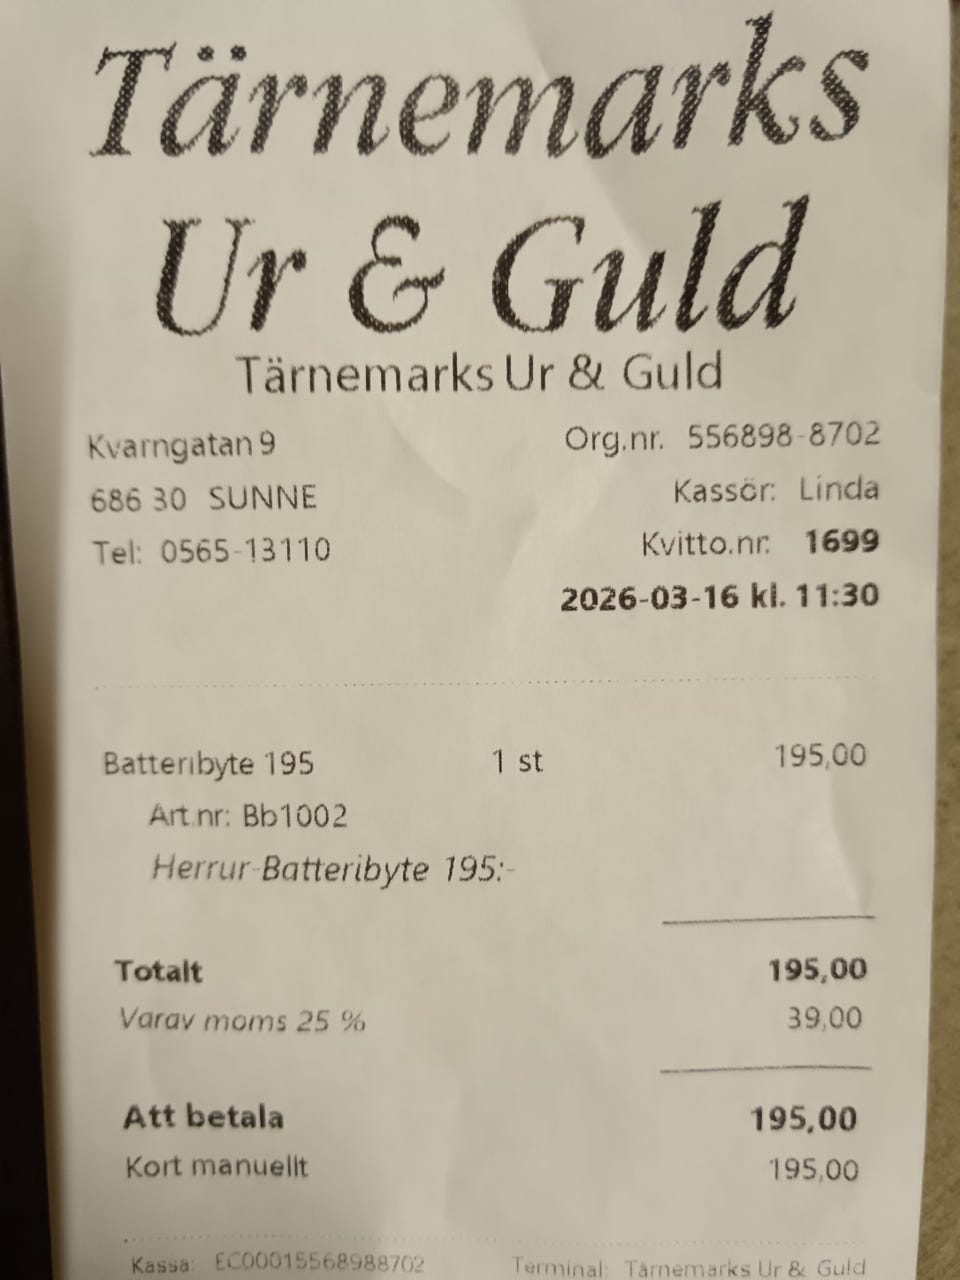 Tärnemarks
Ur & Guld
Tärnemarks Ur & Guld
Kvarngatan 9 Org.nr. 556898-8702
686 30 SUNNE Kassör: Linda
Tel: 0565-13110 Kvitto.nr. 1699
2026-03-16 kl. 11:30
Batteribyte 195 1 st 195,00
Art.nr: Bb1002
Herrur-Batteribyte 195:-
Totalt 195,00
Varav moms 25 % 39,00
Att betala 195,00
Kort manuellt 195,00
Kassa: EC00015568988702 Terminal: Tärnemarks Ur & Guld